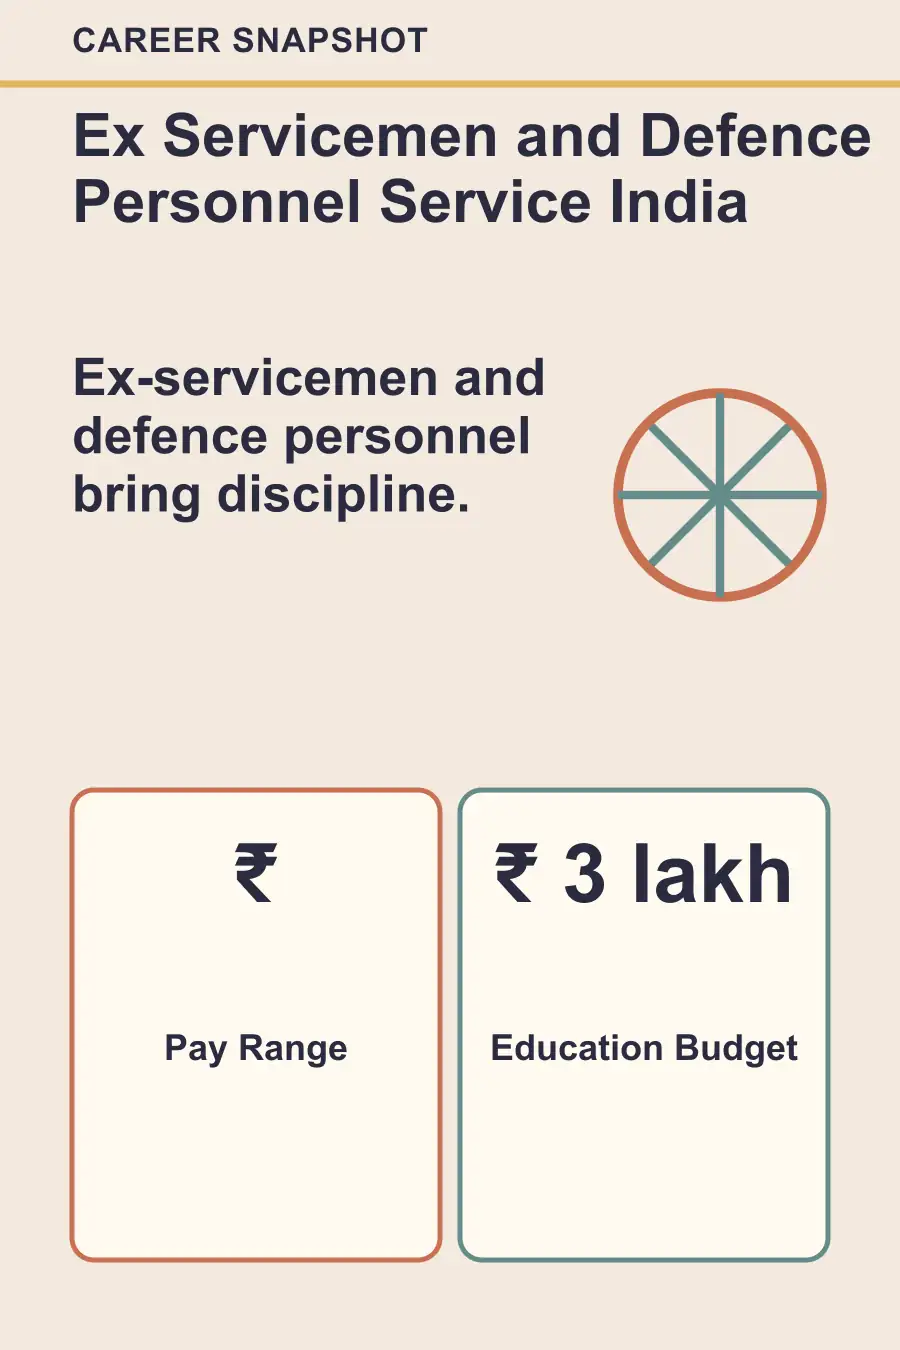 CAREER SNAPSHOT
Ex Servicemen and Defence
Personnel Service India
Ex-servicemen and
defence personnel
bring discipline.
₹
Pay Range
₹ 3 lakh
Education Budget